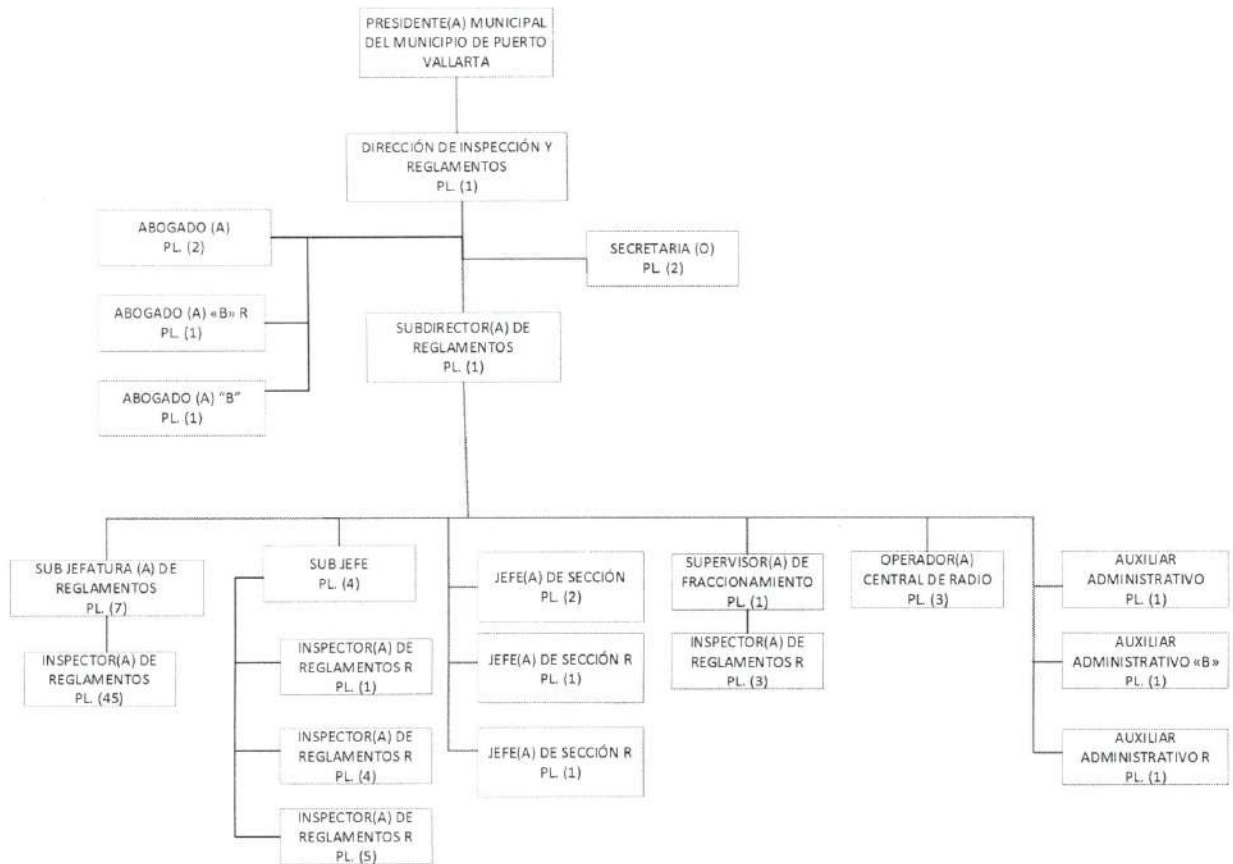 PRESIDENTE(A) MUNICIPAL
DEL MUNICIPIO DE PUERTO
VALLARTA
DIRECCIÓN DE INSPECCIÓN Y
REGLAMENTOS
PL. (1)
ABOGADO (A)
PL. (2)
SECRETARIA (O)
PL. (2)
ABOGADO (A) «B» R
PL. (1)
SUBDIRECTOR(A) DE
REGLAMENTOS
PL. (1)
ABOGADO (A) "B"
PL. (1)
SUB JEFATURA (A) DE
REGLAMENTOS
PL. (7)
INSPECTOR(A) DE
REGLAMENTOS
PL. (45)
SUB JEFE
PL. (4)
INSPECTOR(A) DE
REGLAMENTOS R
PL. (1)
INSPECTOR(A) DE
REGLAMENTOS R
PL. (4)
INSPECTOR(A) DE
REGLAMENTOS R
PL. (5)
JEFE(A) DE SECCIÓN
PL. (2)
JEFE(A) DE SECCIÓN R
PL. (1)
JEFE(A) DE SECCIÓN R
PL. (1)
SUPERVISOR(A) DE
FRACCIONAMIENTO
PL. (1)
INSPECTOR(A) DE
REGLAMENTOS R
PL. (3)
OPERADOR(A)
CENTRAL DE RADIO
PL. (3)
AUXILIAR
ADMINISTRATIVO
PL. (1)
AUXILIAR
ADMINISTRATIVO «B»
PL. (1)
AUXILIAR
ADMINISTRATIVO R
PL. (1)